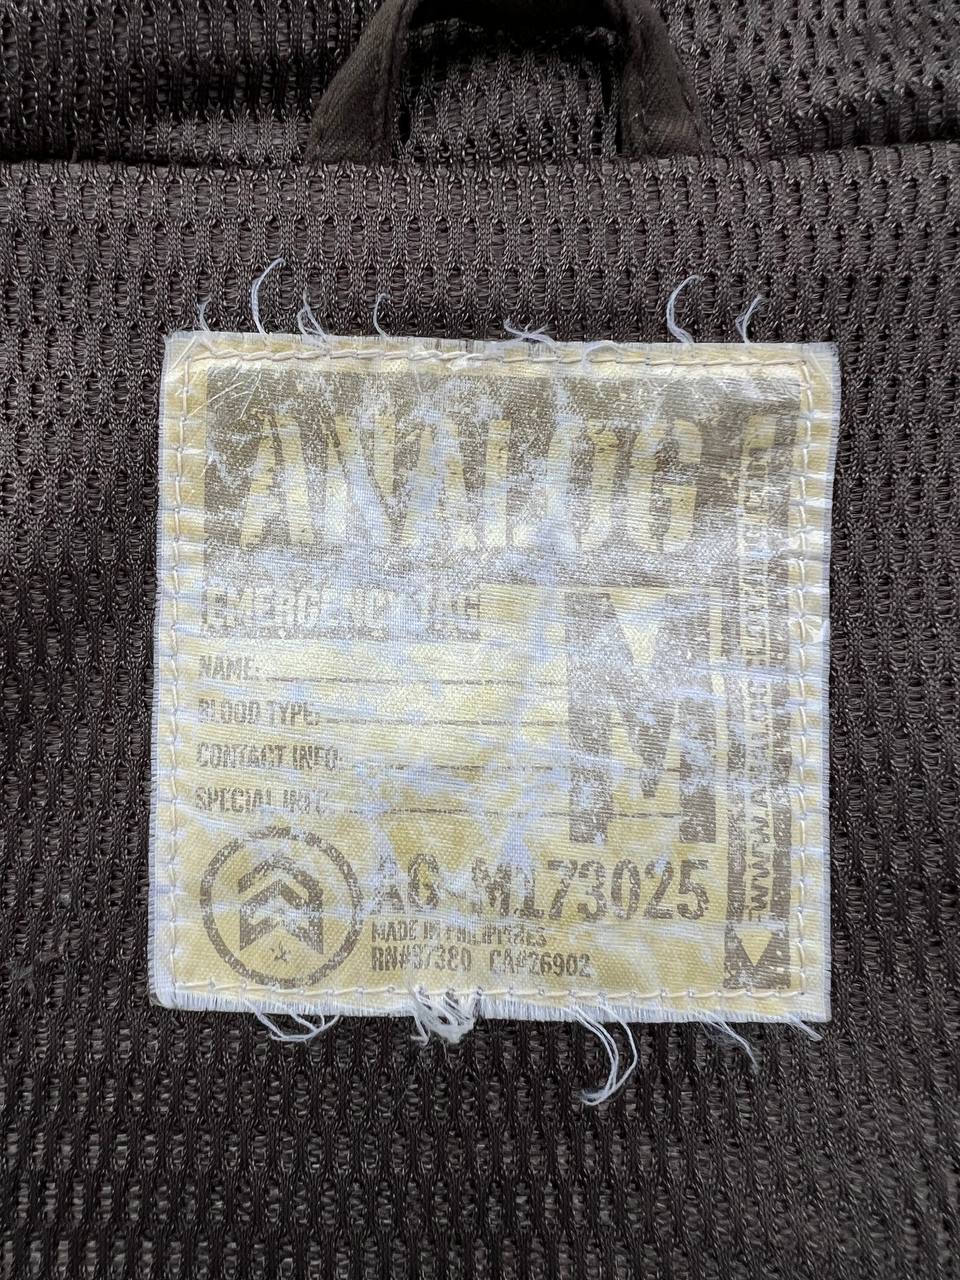 ANALOG
EMERGENCY TAG
NAME:
BLOOD TYPE:
CONTACT INFO:
SPECIAL INFO:
M
AG-M173025
MADE IN PHILIPPINES
RN#97380 CA#26902